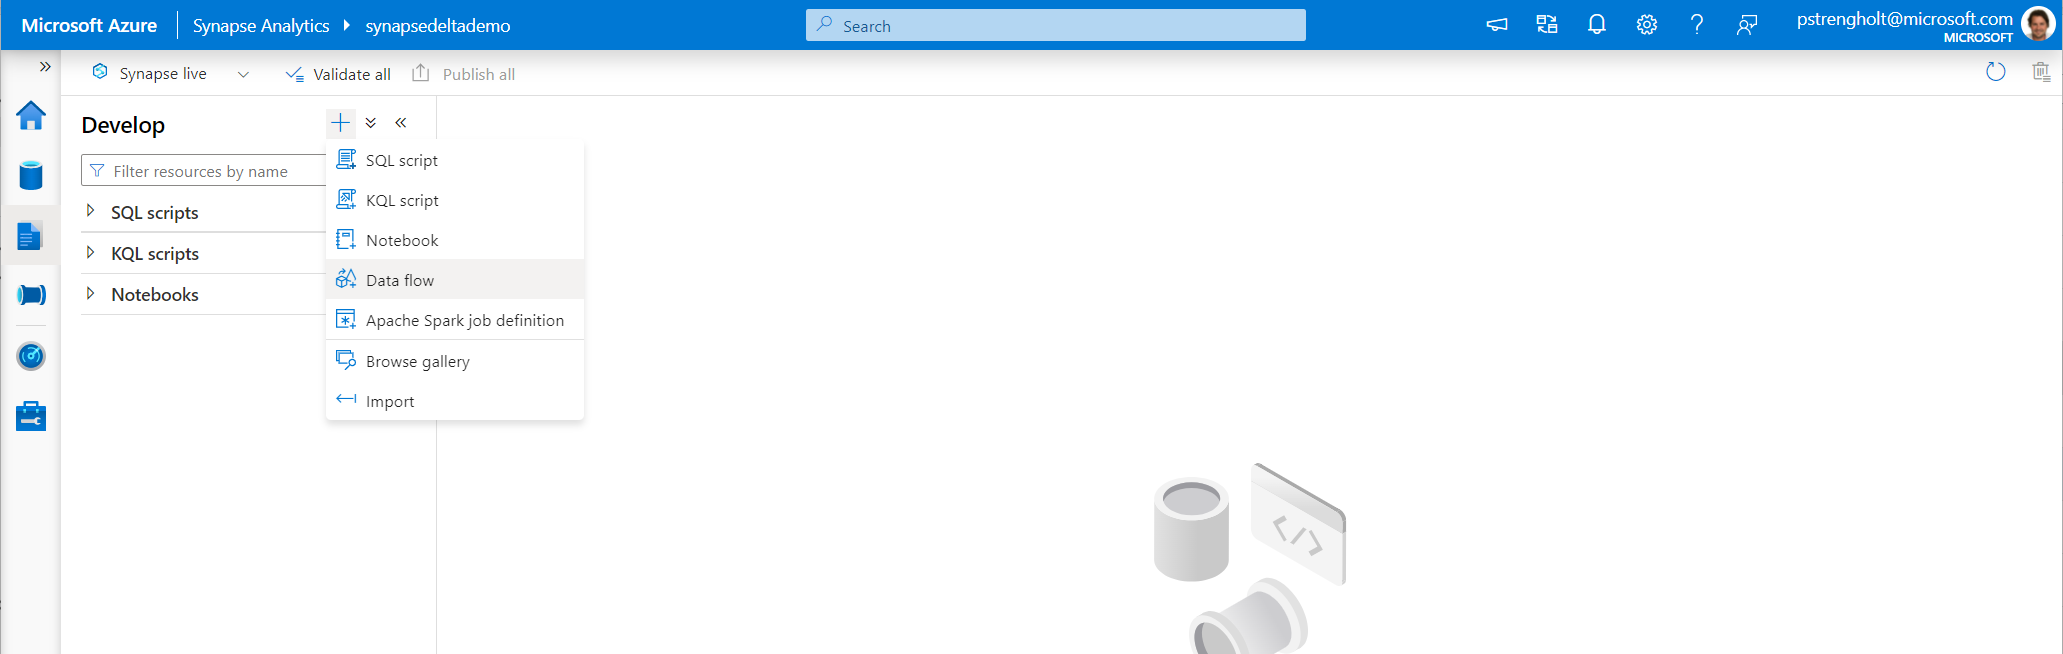 Microsoft Azure
Synapse Analytics
synapsedeltademo
Search
pstrengholt@microsoft.com
MICROSOFT
Synapse live
Validate all
Publish all
Develop
Filter resources by name
SQL scripts
KQL scripts
Notebooks
SQL script
KQL script
Notebook
Data flow
Apache Spark job definition
Browse gallery
Import